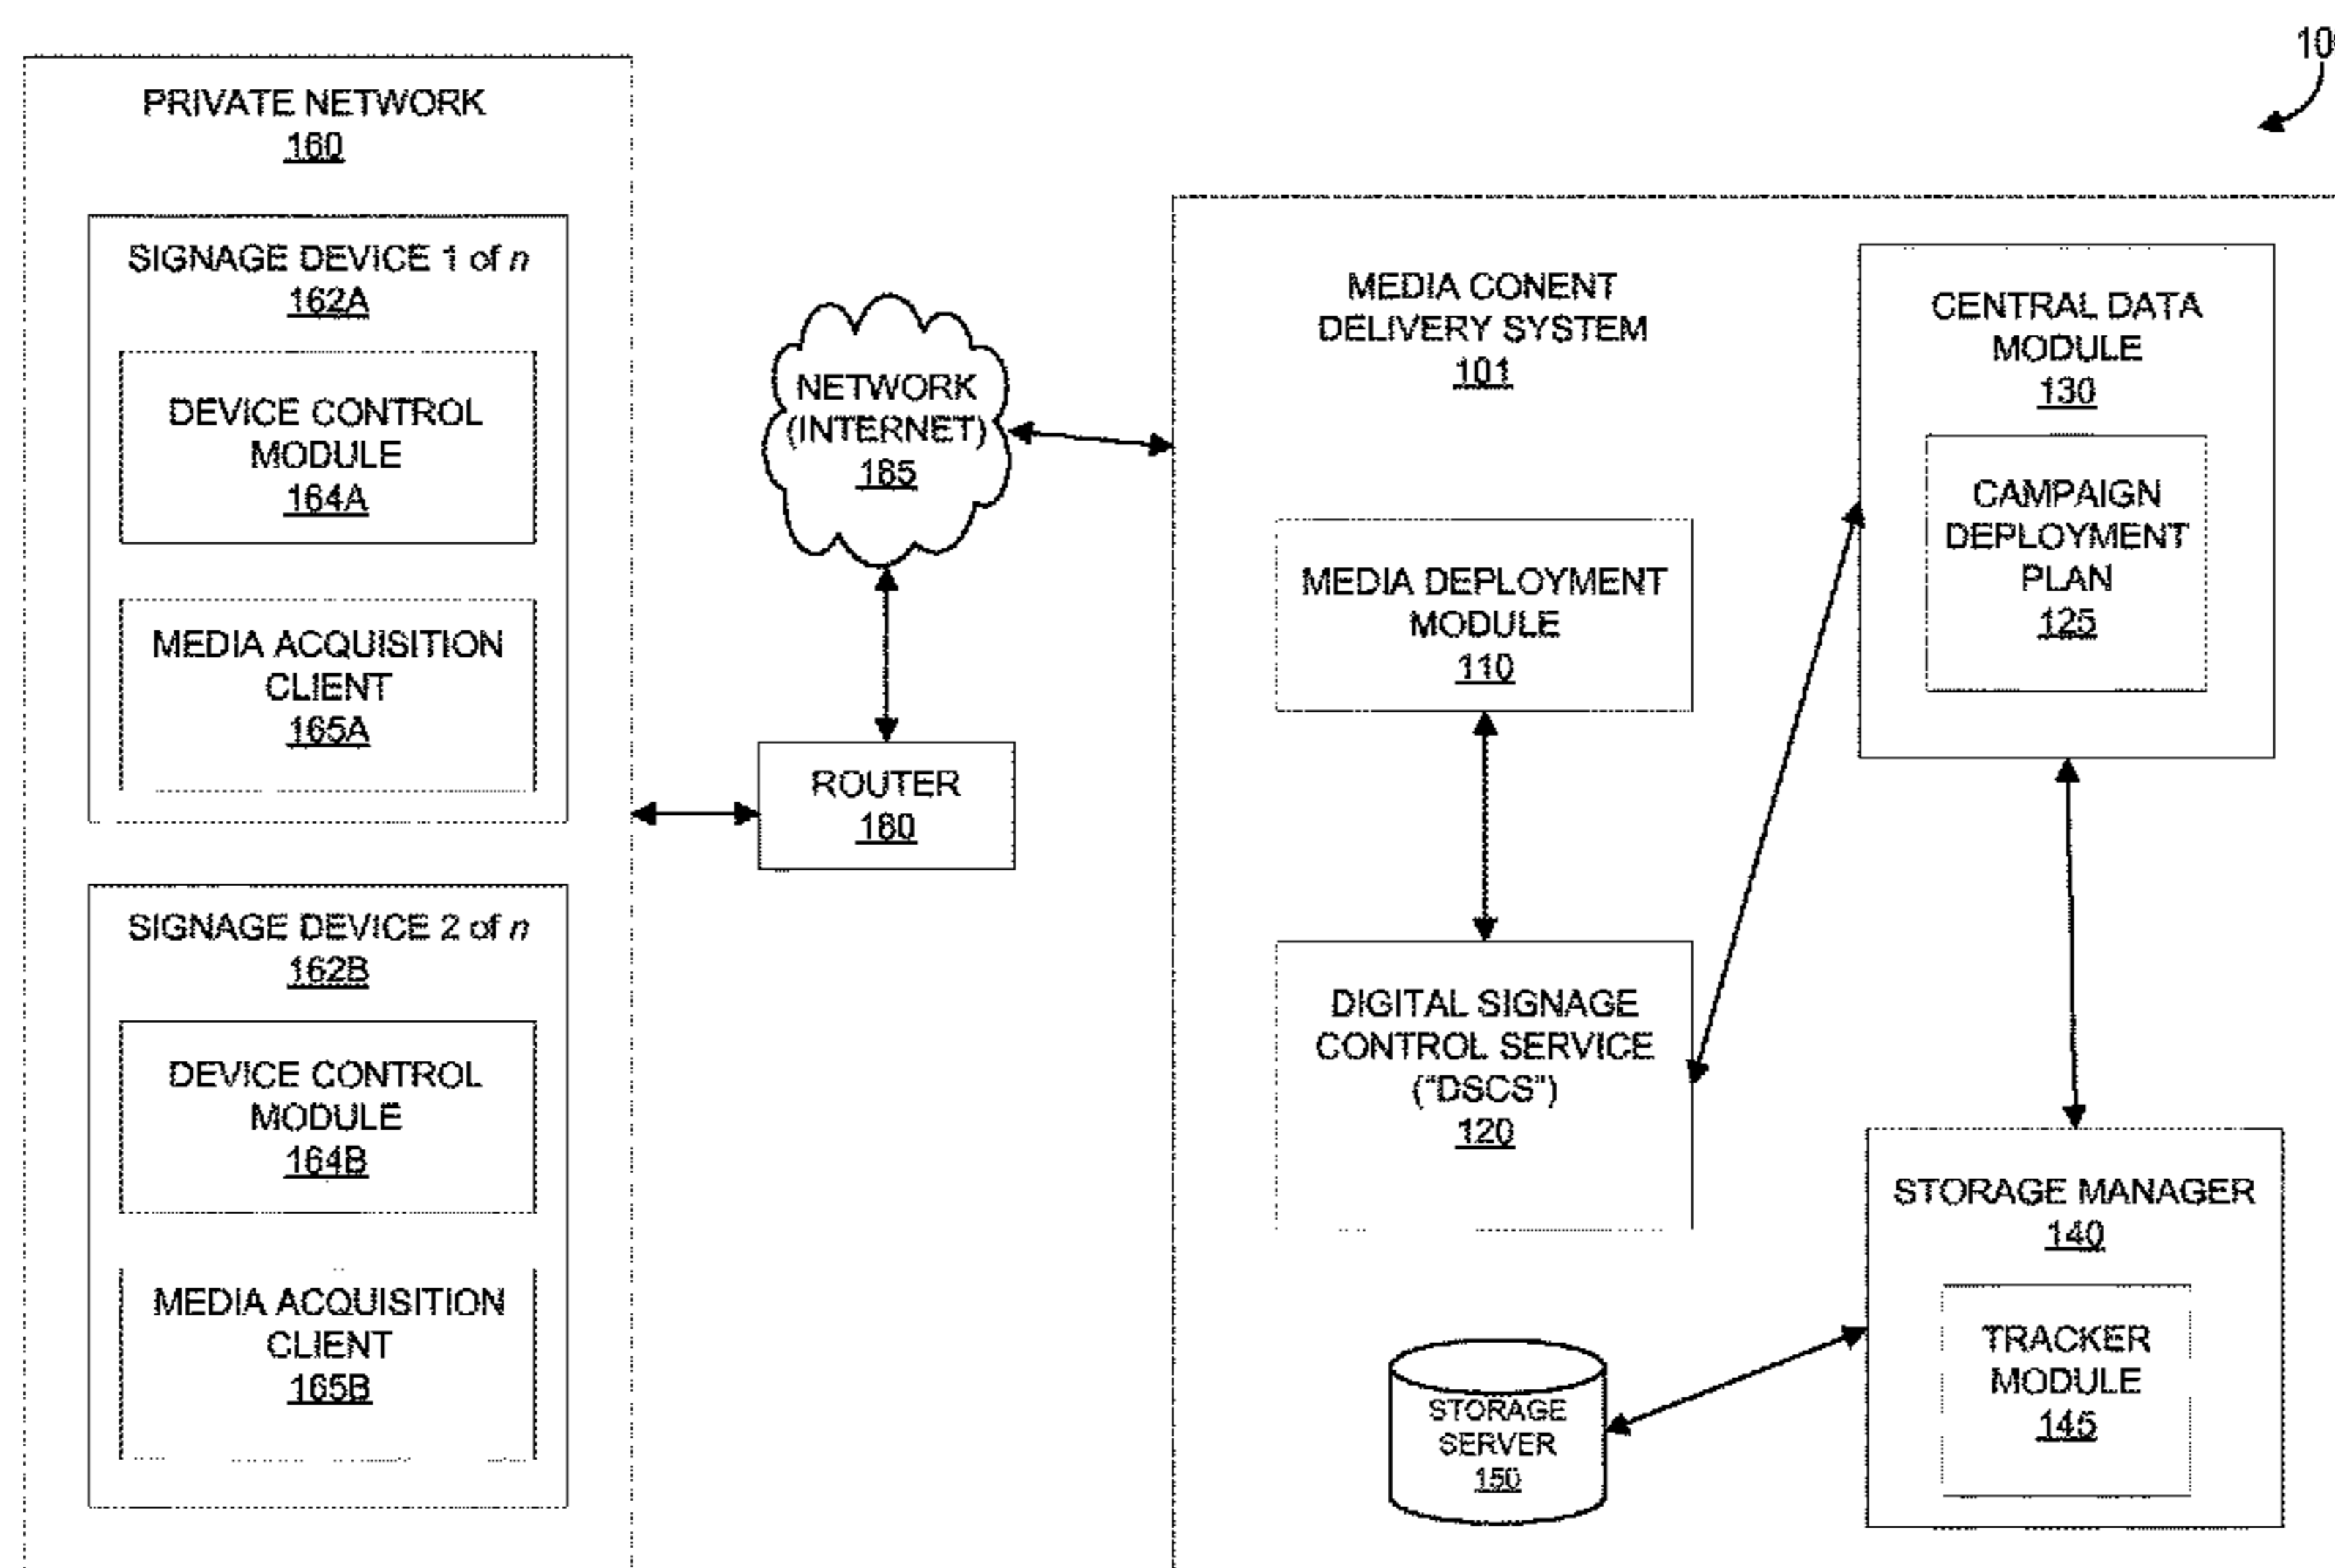 10
PRIVATE NETWORK
160
SIGNAGE DEVICE 1 of n
162A
DEVICE CONTROL
MODULE
164A
MEDIA ACQUISITION
CLIENT
165A
SIGNAGE DEVICE 2 of n
162B
DEVICE CONTROL
MODULE
164B
MEDIA ACQUISITION
CLIENT
165B
NETWORK
(INTERNET)
185
ROUTER
180
MEDIA CONENT
DELIVERY SYSTEM
101
MEDIA DEPLOYMENT
MODULE
110
DIGITAL SIGNAGE
CONTROL SERVICE
("DSCS")
120
STORAGE
SERVER
150
CENTRAL DATA
MODULE
130
CAMPAIGN
DEPLOYMENT
PLAN
125
STORAGE MANAGER
140
TRACKER
MODULE
145